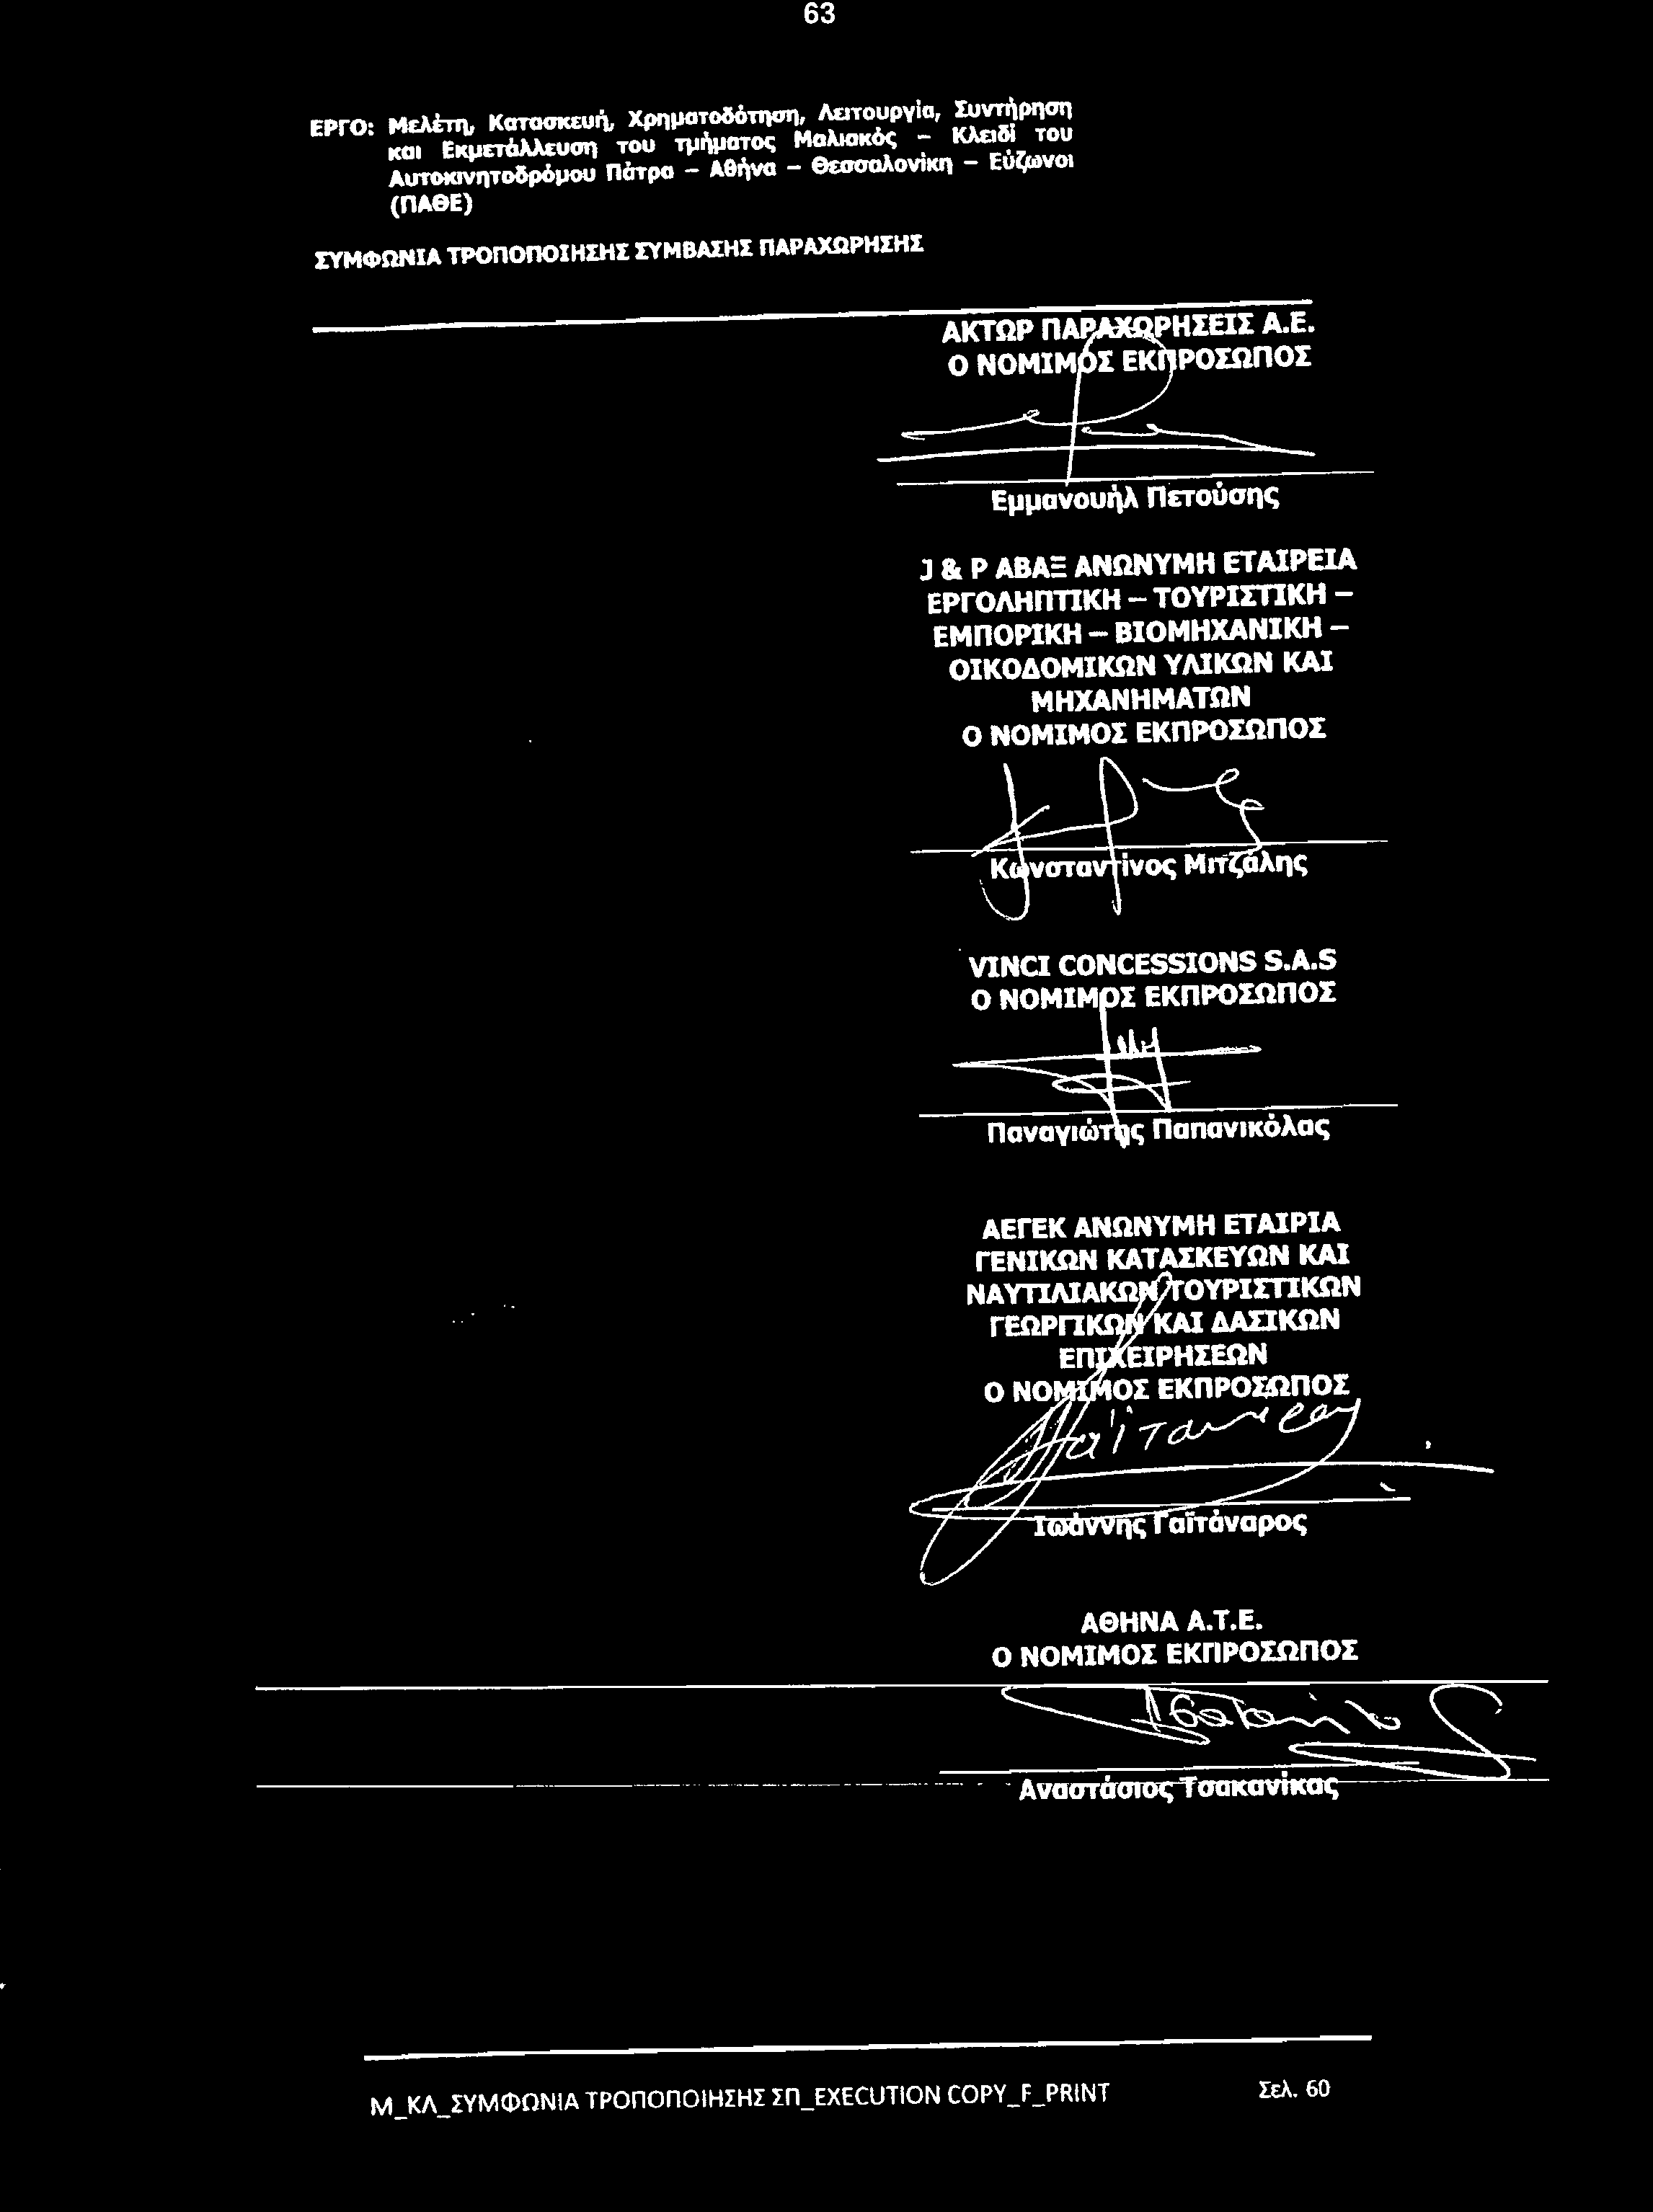 63
ΕΡΓΟ: Μελέτη, Κατασκευή, Χρηματοδότηση, Λειτουργία, Συντήρηση
και Εκμετάλλευση του τμήματος Μαλιακός – Κλειδί του
Αυτοκινητοδρόμου Πάτρα – Αθήνα – Θεσσαλονίκη – Εύζωνοι
(ΠΑΘΕ)
ΣΥΜΦΩΝΙΑ ΤΡΟΠΟΠΟΙΗΣΗΣ ΣΥΜΒΑΣΗΣ ΠΑΡΑΧΩΡΗΣΗΣ
ΑΚΤΩΡ ΠΑΡΑΧΩΡΗΣΕΙΣ Α.Ε.
Ο ΝΟΜΙΜΟΣ ΕΚΠΡΟΣΩΠΟΣ
Εμμανουήλ Πετούσης
J & P ΑΒΑΞ ΑΝΩΝΥΜΗ ΕΤΑΙΡΕΙΑ
ΕΡΓΟΛΗΠΤΙΚΗ – ΤΟΥΡΙΣΤΙΚΗ –
ΕΜΠΟΡΙΚΗ – ΒΙΟΜΗΧΑΝΙΚΗ –
ΟΙΚΟΔΟΜΙΚΩΝ ΥΛΙΚΩΝ ΚΑΙ
ΜΗΧΑΝΗΜΑΤΩΝ
Ο ΝΟΜΙΜΟΣ ΕΚΠΡΟΣΩΠΟΣ
Κωνσταντίνος Μιτζάλης
VINCI CONCESSIONS S.A.S
Ο ΝΟΜΙΜΟΣ ΕΚΠΡΟΣΩΠΟΣ
Παναγιώτης Παπανικόλας
ΑΕΓΕΚ ΑΝΩΝΥΜΗ ΕΤΑΙΡΙΑ
ΓΕΝΙΚΩΝ ΚΑΤΑΣΚΕΥΩΝ ΚΑΙ
ΝΑΥΤΙΛΙΑΚΩΝ ΤΟΥΡΙΣΤΙΚΩΝ
ΓΕΩΡΓΙΚΩΝ ΚΑΙ ΔΑΣΙΚΩΝ
ΕΠΙΧΕΙΡΗΣΕΩΝ
Ο ΝΟΜΙΜΟΣ ΕΚΠΡΟΣΩΠΟΣ
Ιωάννης Γαϊτάναρος
ΑΘΗΝΑ Α.Τ.Ε.
Ο ΝΟΜΙΜΟΣ ΕΚΠΡΟΣΩΠΟΣ
Αναστάσιος Τσακανίκας
Μ_ΚΛ_ΣΥΜΦΩΝΙΑ ΤΡΟΠΟΠΟΙΗΣΗΣ ΣΠ_EXECUTION COPY_F_PRINT Σελ. 60